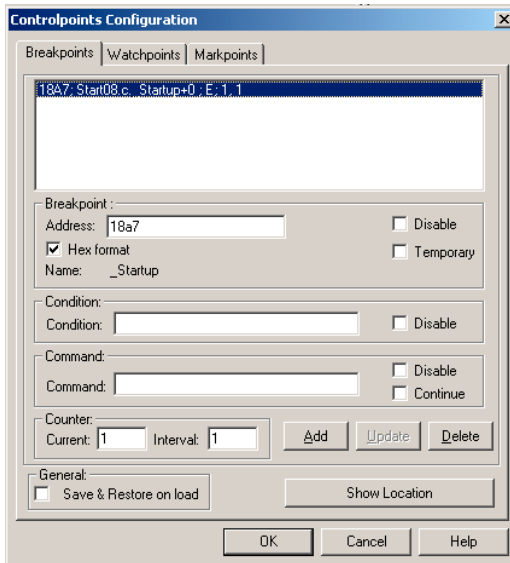 Controlpoints Configuration
Breakpoints Watchpoints Markpoints
18A7; Start08.c. _Startup+0 ; E; 1, 1
Breakpoint :
Address: 18a7 Disable
Hex format Temporary
Name: _Startup
Condition:
Condition: Disable
Command:
Disable
Command:
Continue
Counter:
Current: 1 Interval: 1 Add Update Delete
General:
Save & Restore on load Show Location
OK Cancel Help